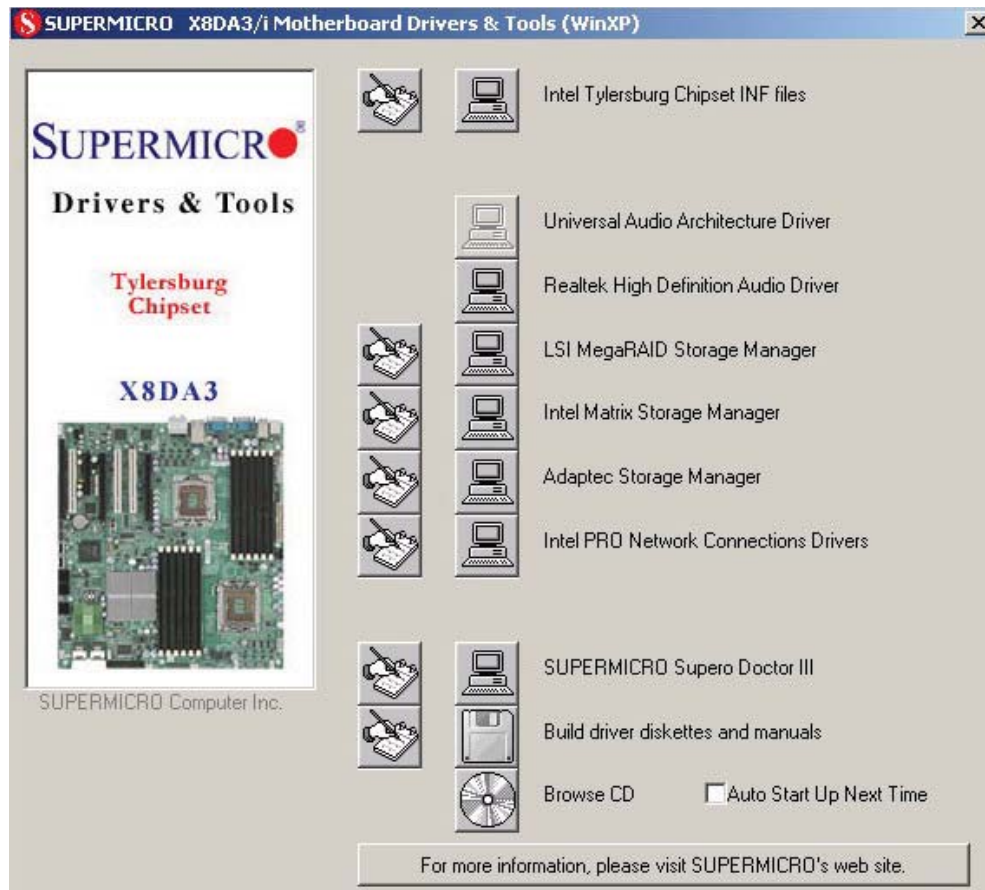 SUPERMICRO X8DA3/i Motherboard Drivers & Tools (WinXP)
SUPERMICRO®
Drivers & Tools
Tylersburg
Chipset
X8DA3
SUPERMICRO Computer Inc.
Intel Tylersburg Chipset INF files
Universal Audio Architecture Driver
Realtek High Definition Audio Driver
LSI MegaRAID Storage Manager
Intel Matrix Storage Manager
Adaptec Storage Manager
Intel PRO Network Connections Drivers
SUPERMICRO Supero Doctor III
Build driver diskettes and manuals
Browse CD Auto Start Up Next Time
For more information, please visit SUPERMICRO's web site.